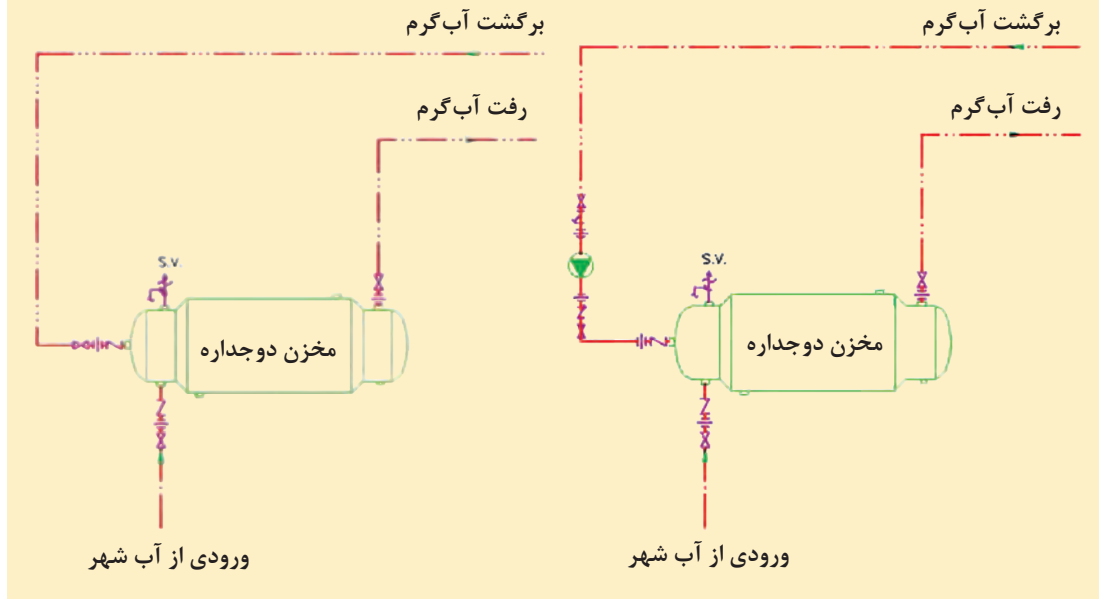 برگشت آب‌گرم
رفت آب‌گرم
S.V.
مخزن دوجداره
ورودی از آب شهر
برگشت آب‌گرم
رفت آب‌گرم
S.V.
مخزن دوجداره
ورودی از آب شهر